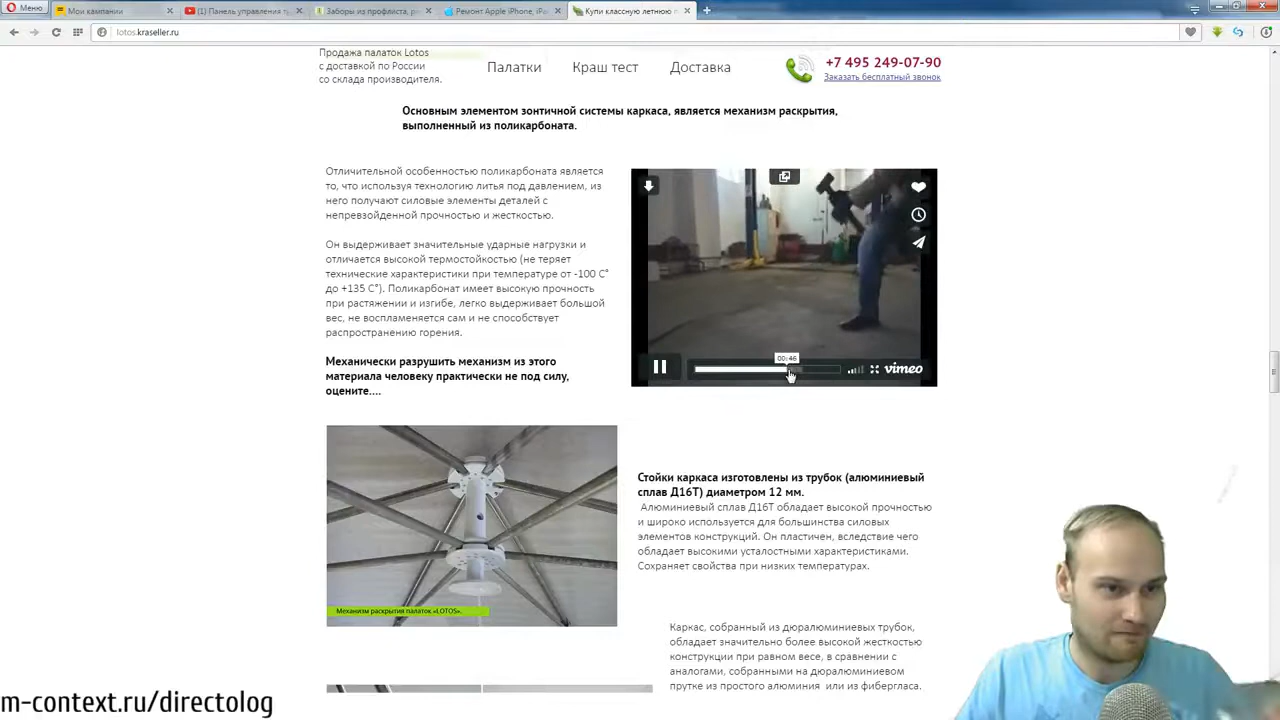 Меню
Мои кампании
(1) Панель управления т
Заборы из профлиста, р
Ремонт Apple iPhone, iPa
Купи классную летнюю п
lotos.kraseller.ru
Продажа палаток Lotos
с доставкой по России
со склада производителя.
Палатки
Краш тест
Доставка
+7 495 249-07-90
Заказать бесплатный звонок
Основным элементом зонтичной системы каркаса, является механизм раскрытия,
выполненный из поликарбоната.
Отличительной особенностью поликарбоната является
то, что используя технологию литья под давлением, из
него получают силовые элементы деталей с
непревзойденной прочностью и жесткостью.
Он выдерживает значительные ударные нагрузки и
отличается высокой термостойкостью (не теряет
технические характеристики при температуре от -100 С°
до +135 С°). Поликарбонат имеет высокую прочность
при растяжении и изгибе, легко выдерживает большой
вес, не воспламеняется сам и не способствует
распространению горения.
Механически разрушить механизм из этого
материала человеку практически не под силу,
оцените....
00:46
vimeo
Механизм раскрытия палаток «LOTOS».
Стойки каркаса изготовлены из трубок (алюминиевый
сплав Д16Т) диаметром 12 мм.
Алюминиевый сплав Д16Т обладает высокой прочностью
и широко используется для большинства силовых
элементов конструкций. Он пластичен, вследствие чего
обладает высокими усталостными характеристиками.
Сохраняет свойства при низких температурах.
Каркас, собранный из дюралюминиевых трубок,
обладает значительно более высокой жесткостью
конструкции при равном весе, в сравнении с
аналогами, собранными на дюралюминиевом
прутке из простого алюминия или из фибергласа.
m-context.ru/directolog